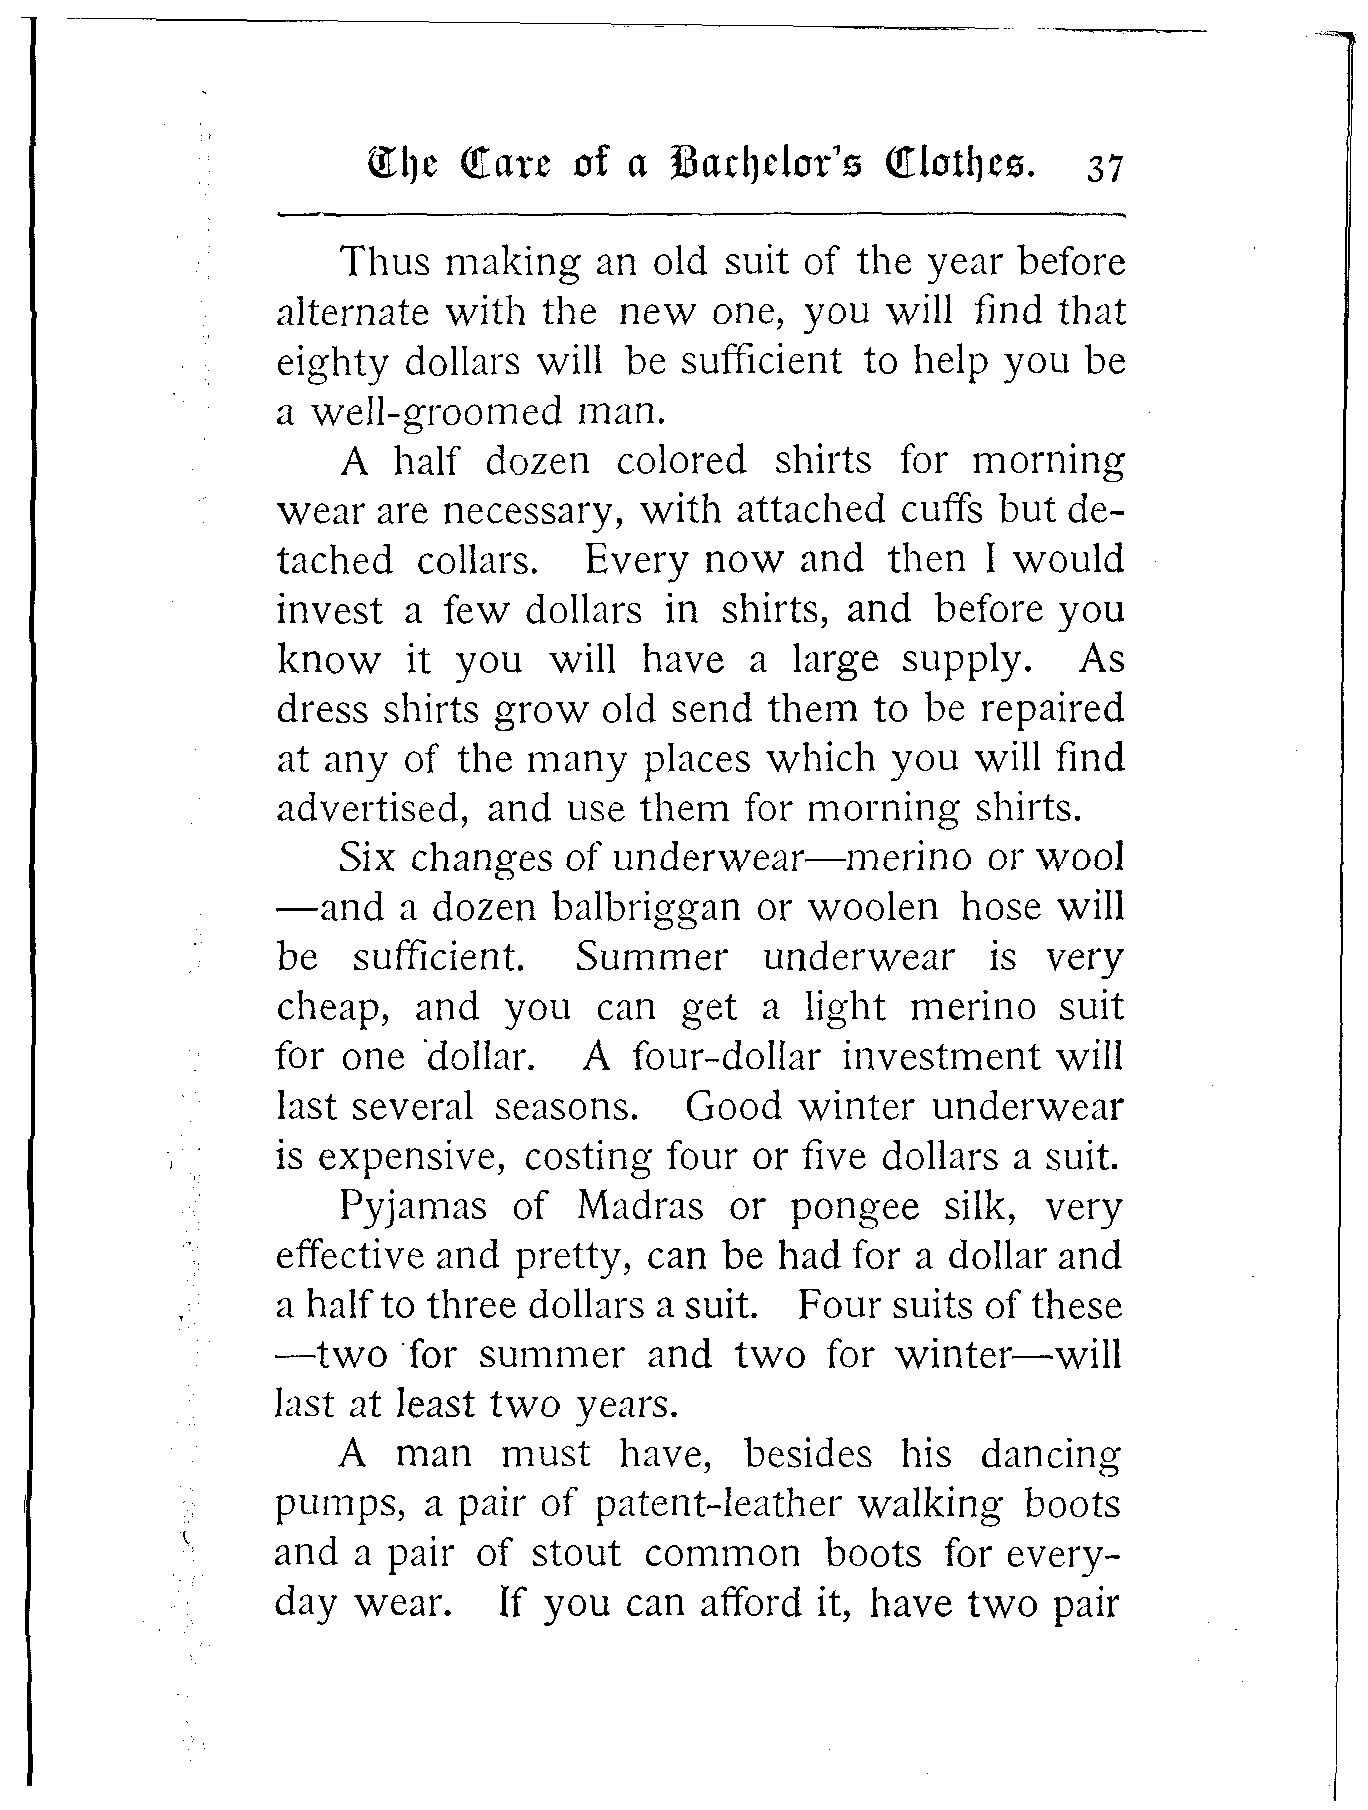 The Care of a Bachelor's Clothes. 37
Thus making an old suit of the year before
alternate with the new one, you will find that
eighty dollars will be sufficient to help you be
a well-groomed man.
A half dozen colored shirts for morning
wear are necessary, with attached cuffs but de-
tached collars. Every now and then I would
invest a few dollars in shirts, and before you
know it you will have a large supply. As
dress shirts grow old send them to be repaired
at any of the many places which you will find
advertised, and use them for morning shirts.
Six changes of underwear—merino or wool
—and a dozen balbriggan or woolen hose will
be sufficient. Summer underwear is very
cheap, and you can get a light merino suit
for one dollar. A four-dollar investment will
last several seasons. Good winter underwear
is expensive, costing four or five dollars a suit.
Pyjamas of Madras or pongee silk, very
effective and pretty, can be had for a dollar and
a half to three dollars a suit. Four suits of these
—two for summer and two for winter—will
last at least two years.
A man must have, besides his dancing
pumps, a pair of patent-leather walking boots
and a pair of stout common boots for every-
day wear. If you can afford it, have two pair